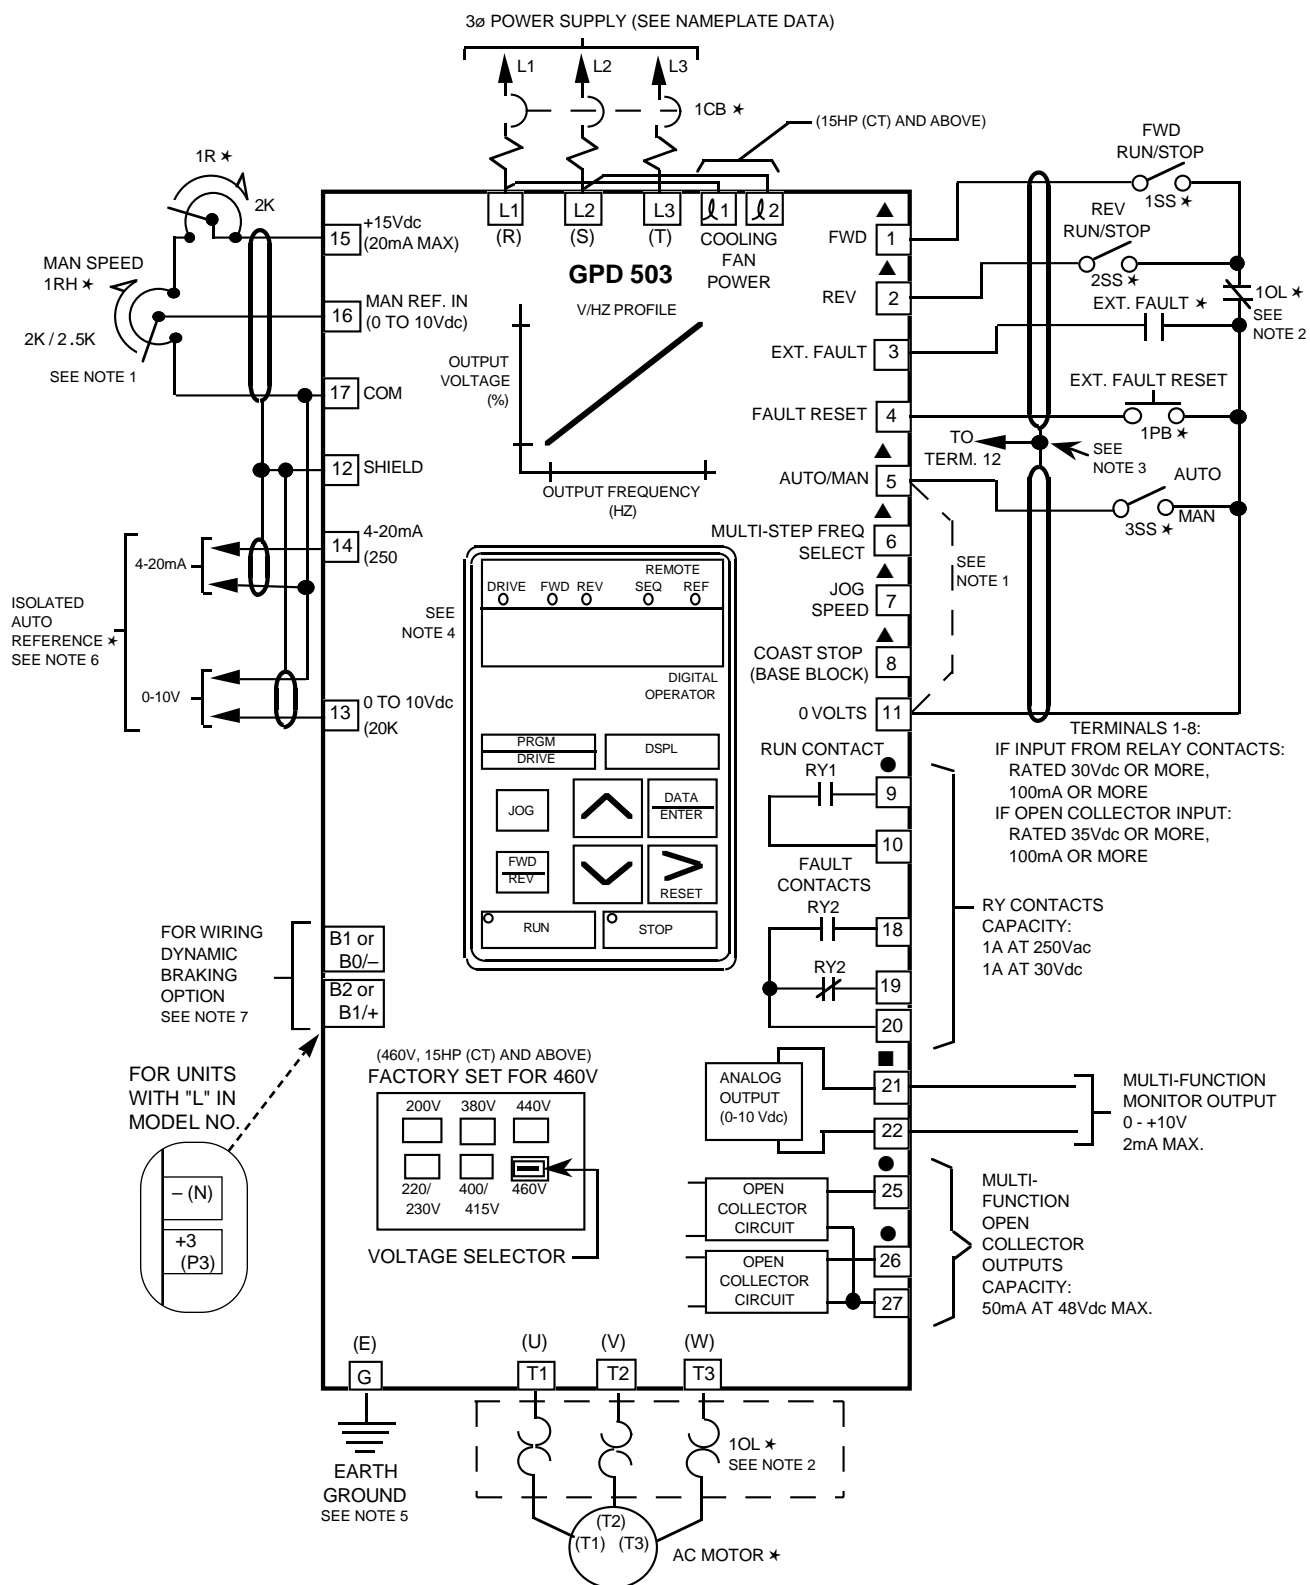 3ø POWER SUPPLY (SEE NAMEPLATE DATA)
L1
L2
L3
1CB ★
(15HP (CT) AND ABOVE)
L1
L2
L3
ℓ1
ℓ2
(R)
(S)
(T)
COOLING
FAN
POWER
GPD 503
V/HZ PROFILE
OUTPUT
VOLTAGE
(%)
OUTPUT FREQUENCY
(HZ)
1R ★
2K
MAN SPEED
1RH ★
2K / 2.5K
SEE NOTE 1
15
+15Vdc
(20mA MAX)
16
MAN REF. IN
(0 TO 10Vdc)
17
COM
12
SHIELD
14
4-20mA
(250
13
0 TO 10Vdc
(20K
4-20mA
0-10V
ISOLATED
AUTO
REFERENCE ★
SEE NOTE 6
▲
FWD
1
▲
REV
2
EXT. FAULT
3
FAULT RESET
4
▲
AUTO/MAN
5
▲
MULTI-STEP FREQ
SELECT
6
▲
JOG
SPEED
7
▲
COAST STOP
(BASE BLOCK)
8
0 VOLTS
11
FWD
RUN/STOP
1SS ★
REV
RUN/STOP
2SS ★
EXT. FAULT ★
1OL ★
SEE
NOTE 2
EXT. FAULT RESET
1PB ★
TO
TERM. 12
SEE
NOTE 3
AUTO
MAN
3SS ★
SEE
NOTE 1
TERMINALS 1-8:
IF INPUT FROM RELAY CONTACTS:
RATED 30Vdc OR MORE,
100mA OR MORE
IF OPEN COLLECTOR INPUT:
RATED 35Vdc OR MORE,
100mA OR MORE
SEE
NOTE 4
REMOTE
DRIVE
FWD
REV
SEQ
REF
DIGITAL
OPERATOR
PRGM
DRIVE
DSPL
JOG
DATA
ENTER
FWD
REV
RESET
RUN
STOP
RUN CONTACT
RY1
●
9
10
FAULT
CONTACTS
RY2
18
RY2
19
20
RY CONTACTS
CAPACITY:
1A AT 250Vac
1A AT 30Vdc
FOR WIRING
DYNAMIC
BRAKING
OPTION
SEE NOTE 7
B1 or
B0/–
B2 or
B1/+
FOR UNITS
WITH "L" IN
MODEL NO.
– (N)
+3
(P3)
(460V, 15HP (CT) AND ABOVE)
FACTORY SET FOR 460V
200V
380V
440V
220/
230V
400/
415V
460V
VOLTAGE SELECTOR
ANALOG
OUTPUT
(0-10 Vdc)
■
21
22
MULTI-FUNCTION
MONITOR OUTPUT
0 - +10V
2mA MAX.
OPEN
COLLECTOR
CIRCUIT
●
25
OPEN
COLLECTOR
CIRCUIT
●
26
27
MULTI-
FUNCTION
OPEN
COLLECTOR
OUTPUTS
CAPACITY:
50mA AT 48Vdc MAX.
(E)
G
EARTH
GROUND
SEE NOTE 5
(U)
(V)
(W)
T1
T2
T3
1OL ★
SEE NOTE 2
(T2)
(T1)
(T3)
AC MOTOR ★